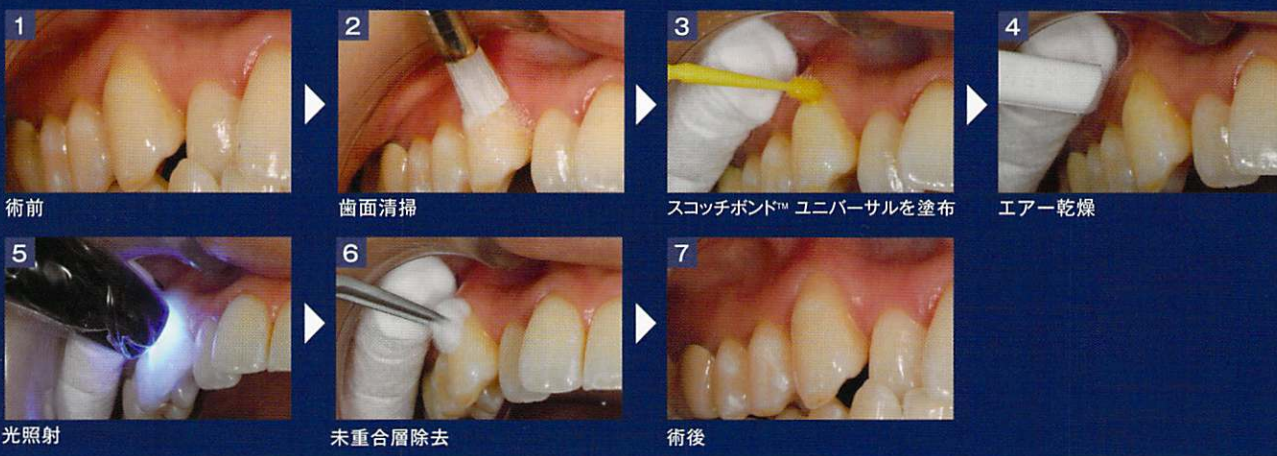 1
2
3
4
術前
歯面清掃
スコッチボンド™ ユニバーサルを塗布
エアー乾燥
5
6
7
光照射
未重合層除去
術後